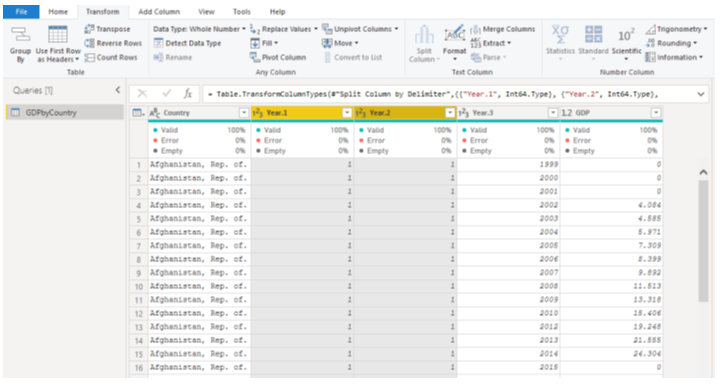 File Home Transform Add Column View Tools Help
Group By Use First Row as Headers Transpose Reverse Rows Count Rows
Table
Data Type: Whole Number Replace Values Unpivot Columns
Detect Data Type Fill Move
Rename Pivot Column Convert to List
Any Column
Split Column Format ABC Merge Columns
ABC 123 Extract
Parse
Text Column
Statistics Standard Scientific 10² Trigonometry
Rounding
Information
Number Column
Queries [1]
GDPbyCountry
fx = Table.TransformColumnTypes(#"Split Column by Delimiter",{{"Year.1", Int64.Type}, {"Year.2", Int64.Type},
Country Year.1 Year.2 Year.3 1.2 GDP
Valid 100% Valid 100% Valid 100% Valid 100% Valid 100%
Error 0% Error 0% Error 0% Error 0% Error 0%
Empty 0% Empty 0% Empty 0% Empty 0% Empty 0%
1 Afghanistan, Rep. of. 1 1 1999 0
2 Afghanistan, Rep. of. 1 1 2000 0
3 Afghanistan, Rep. of. 1 1 2001 0
4 Afghanistan, Rep. of. 1 1 2002 4.084
5 Afghanistan, Rep. of. 1 1 2003 4.585
6 Afghanistan, Rep. of. 1 1 2004 5.971
7 Afghanistan, Rep. of. 1 1 2005 7.309
8 Afghanistan, Rep. of. 1 1 2006 8.399
9 Afghanistan, Rep. of. 1 1 2007 9.892
10 Afghanistan, Rep. of. 1 1 2008 11.513
11 Afghanistan, Rep. of. 1 1 2009 13.318
12 Afghanistan, Rep. of. 1 1 2010 15.406
13 Afghanistan, Rep. of. 1 1 2012 19.248
14 Afghanistan, Rep. of. 1 1 2013 21.555
15 Afghanistan, Rep. of. 1 1 2014 24.304
16 Afghanistan, Rep. of. 1 1 2015 0